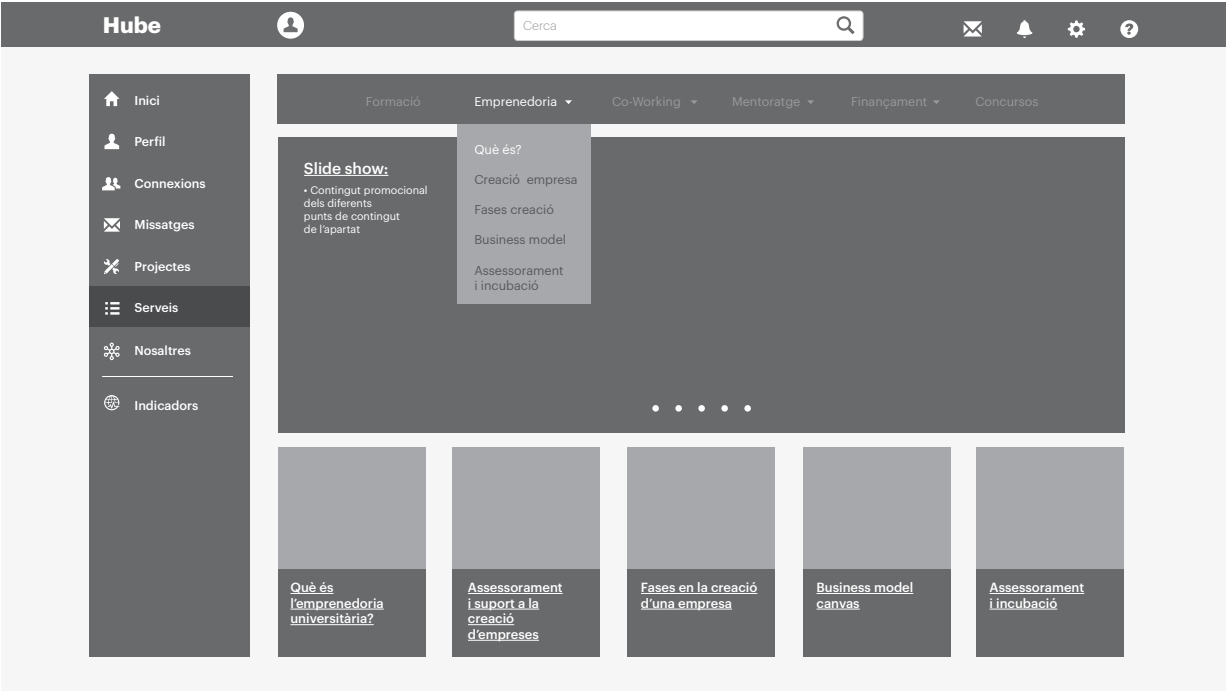 Hube
Cerca
Inici
Perfil
Connexions
Missatges
Projectes
Serveis
Nosaltres
Indicadors
Formació
Emprenedoria
Co-Working
Mentoratge
Finançament
Concursos
Què és?
Creació empresa
Fases creació
Business model
Assessorament
i incubació
Slide show:
• Contingut promocional
dels diferents
punts de contingut
de l'apartat
Què és
l'emprenedoria
universitària?
Assessorament
i suport a la
creació
d'empreses
Fases en la creació
d'una empresa
Business model
canvas
Assessorament
i incubació